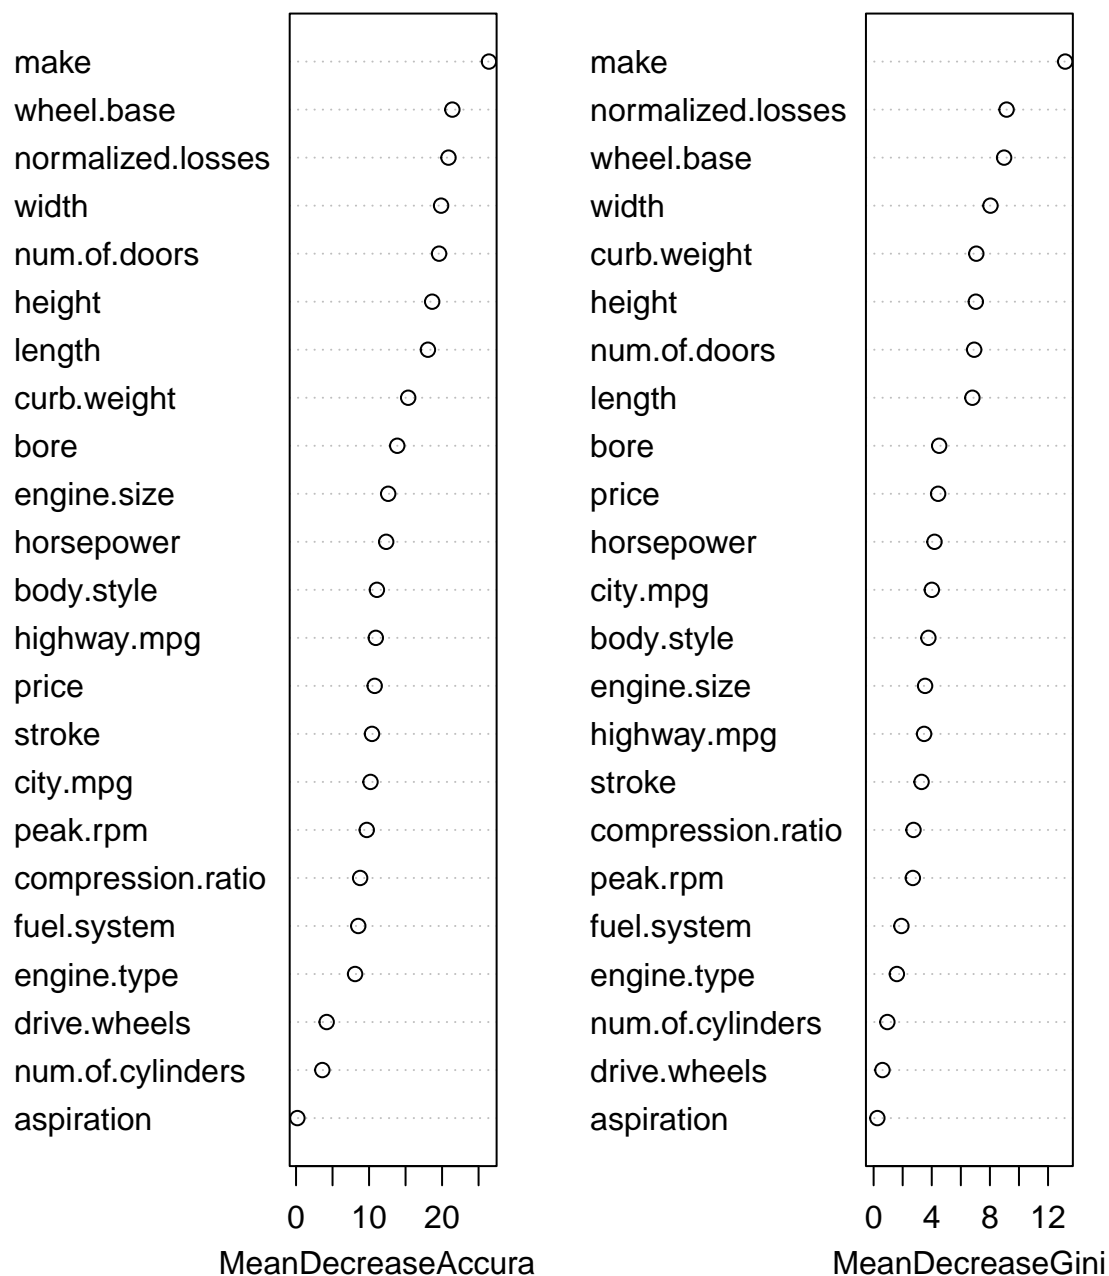 make
wheel.base
normalized.losses
width
num.of.doors
height
length
curb.weight
bore
engine.size
horsepower
body.style
highway.mpg
price
stroke
city.mpg
peak.rpm
compression.ratio
fuel.system
engine.type
drive.wheels
num.of.cylinders
aspiration
0 10 20
MeanDecreaseAccura
make
normalized.losses
wheel.base
width
curb.weight
height
num.of.doors
length
bore
price
horsepower
city.mpg
body.style
engine.size
highway.mpg
stroke
compression.ratio
peak.rpm
fuel.system
engine.type
num.of.cylinders
drive.wheels
aspiration
0 4 8 12
MeanDecreaseGini